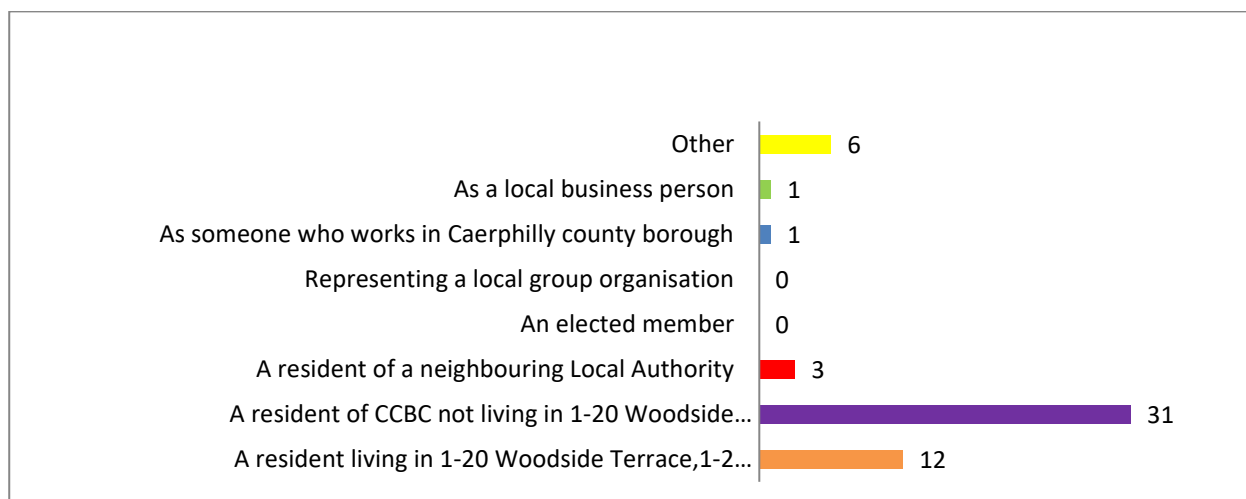 Other 6
As a local business person 1
As someone who works in Caerphilly county borough 1
Representing a local group organisation 0
An elected member 0
A resident of a neighbouring Local Authority 3
A resident of CCBC not living in 1-20 Woodside... 31
A resident living in 1-20 Woodside Terrace,1-2... 12